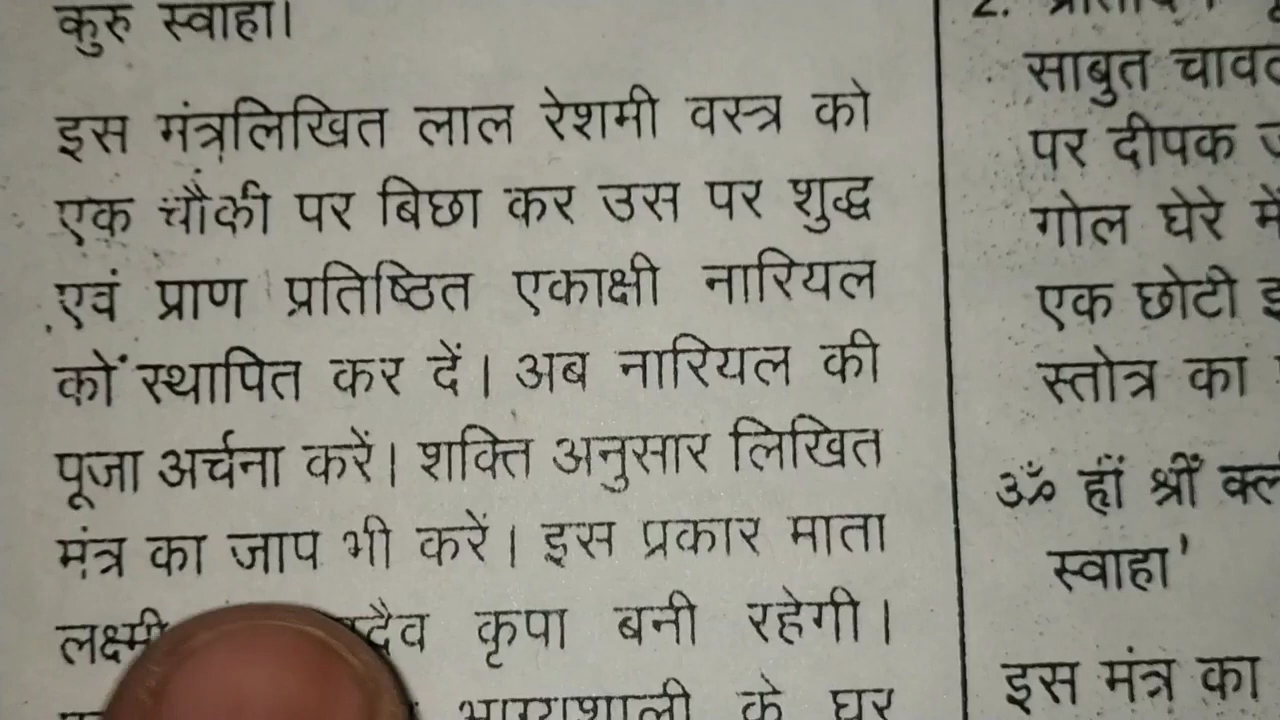 कुरु स्वाहा।
इस मंत्रलिखित लाल रेशमी वस्त्र को
एक चौकी पर बिछा कर उस पर शुद्ध
एवं प्राण प्रतिष्ठित एकाक्षी नारियल
कों स्थापित कर दें। अब नारियल की
पूजा अर्चना करें। शक्ति अनुसार लिखित
मंत्र का जाप भी करें। इस प्रकार माता
लक्ष्मी कृपा बनी रहेगी।
भाग्यशाली के घर
2.
साबुत
पर दीपक
गोल घेरे में
एक छोटी
स्तोत्र का
ॐ ह्रीं श्रीं
स्वाहा'
इस मंत्र का